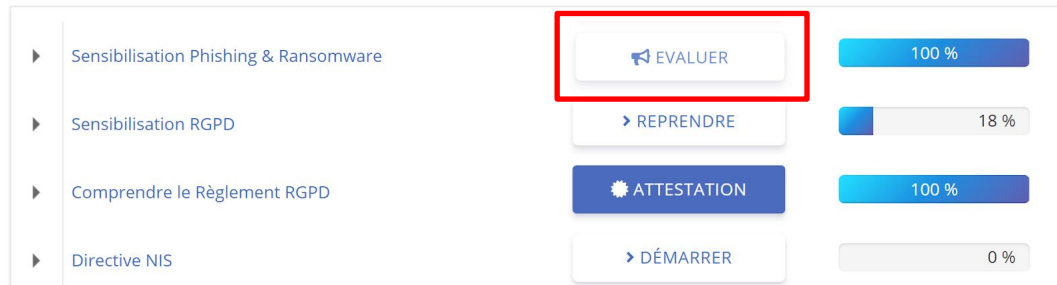 Sensibilisation Phishing & Ransomware EVALUER 100 %
Sensibilisation RGPD REPRENDRE 18 %
Comprendre le Règlement RGPD ATTESTATION 100 %
Directive NIS DÉMARRER 0 %